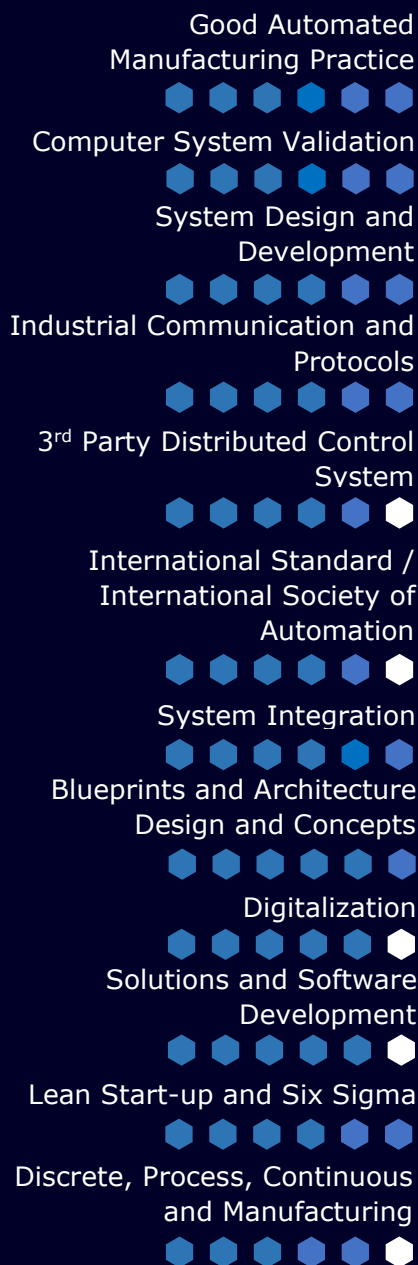 Good Automated
Manufacturing Practice
Computer System Validation
System Design and
Development
Industrial Communication and
Protocols
3rd Party Distributed Control
System
International Standard /
International Society of
Automation
System Integration
Blueprints and Architecture
Design and Concepts
Digitalization
Solutions and Software
Development
Lean Start-up and Six Sigma
Discrete, Process, Continuous
and Manufacturing